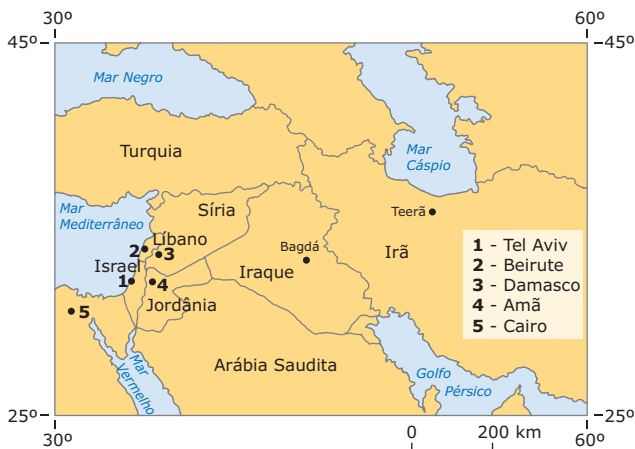 30º 60º
45º 45º
Mar Negro
Turquia
Mar
Cáspio
Mar
Mediterrâneo
Síria
Teerã
Líbano
2
3
Bagdá
Irã
Israel
Iraque
1
4
Jordânia
5
1 - Tel Aviv
2 - Beirute
3 - Damasco
4 - Amã
5 - Cairo
Arábia Saudita
Mar
Vermelho
Golfo
Pérsico
25º 25º
30º 60º
0 200 km